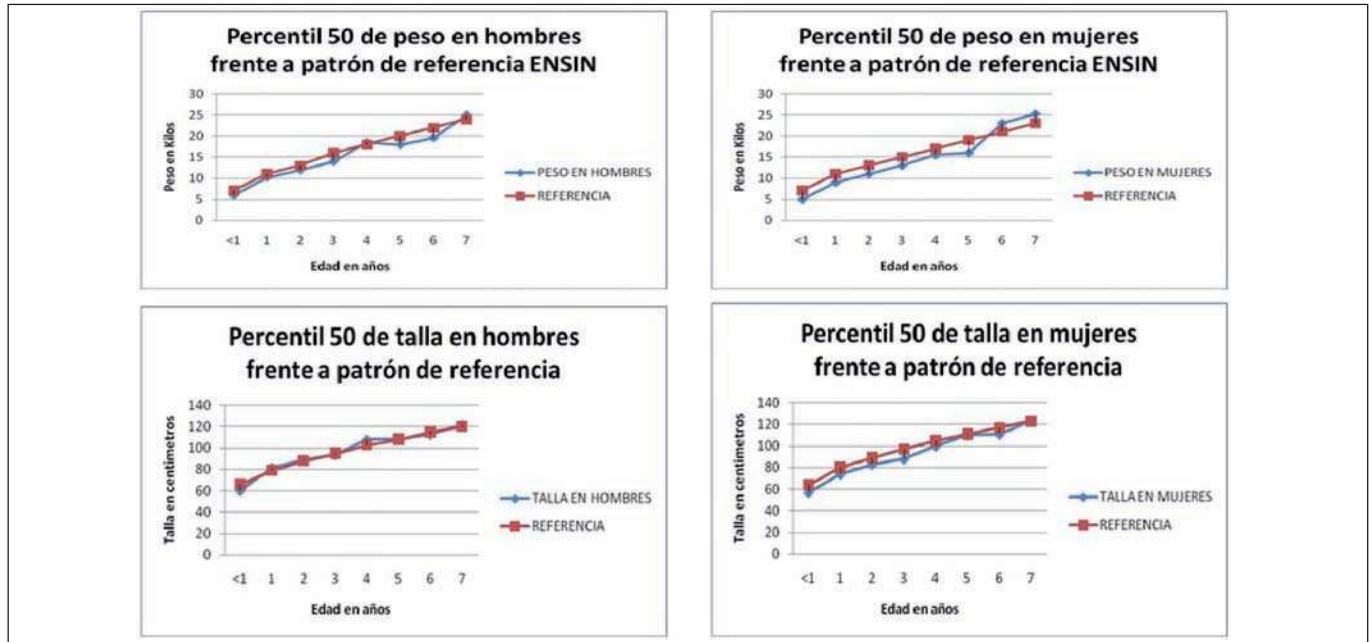 Percentil 50 de peso en hombres
frente a patrón de referencia ENSIN
Peso en Kilos
30
25
20
15
10
5
0
<1 1 2 3 4 5 6 7
Edad en años
PESO EN HOMBRES
REFERENCIA
Percentil 50 de peso en mujeres
frente a patrón de referencia ENSIN
Peso en Kilos
30
25
20
15
10
5
0
<1 1 2 3 4 5 6 7
Edad en años
PESO EN MUJERES
REFERENCIA
Percentil 50 de talla en hombres
frente a patrón de referencia
Talla en centímetros
140
120
100
80
60
40
20
0
<1 1 2 3 4 5 6 7
Edad en años
TALLA EN HOMBRES
REFERENCIA
Percentil 50 de talla en mujeres
frente a patrón de referencia
Talla en centímetros
140
120
100
80
60
40
20
0
<1 1 2 3 4 5 6 7
Edad en años
TALLA EN MUJERES
REFERENCIA